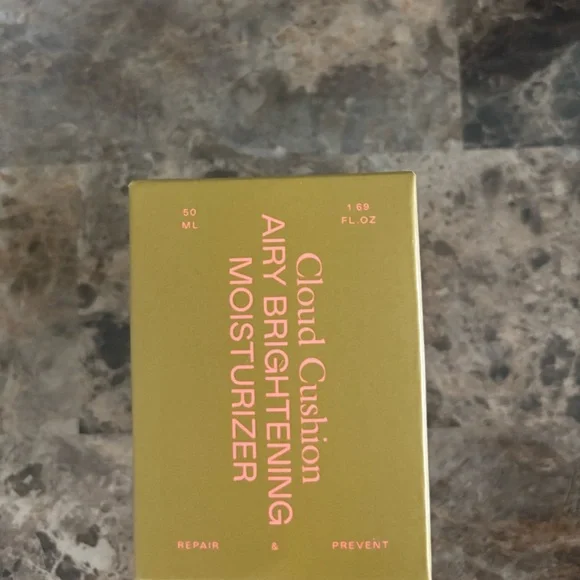 50
ML
1.69
FL.OZ
Cloud Cushion
AIRY BRIGHTENING
MOISTURIZER
REPAIR & PREVENT